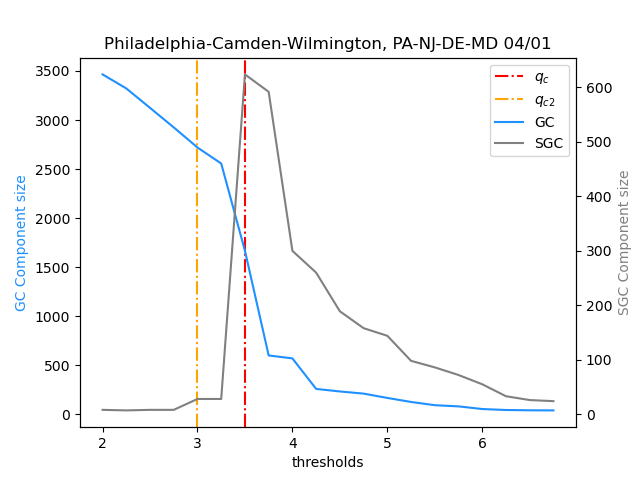 Philadelphia-Camden-Wilmington, PA-NJ-DE-MD 04/01
3500
3000
2500
2000
1500
1000
500
0
GC Component size
600
500
400
300
200
100
0
SGC Component size
q_c
q_{c2}
GC
SGC
2
3
4
5
6
thresholds